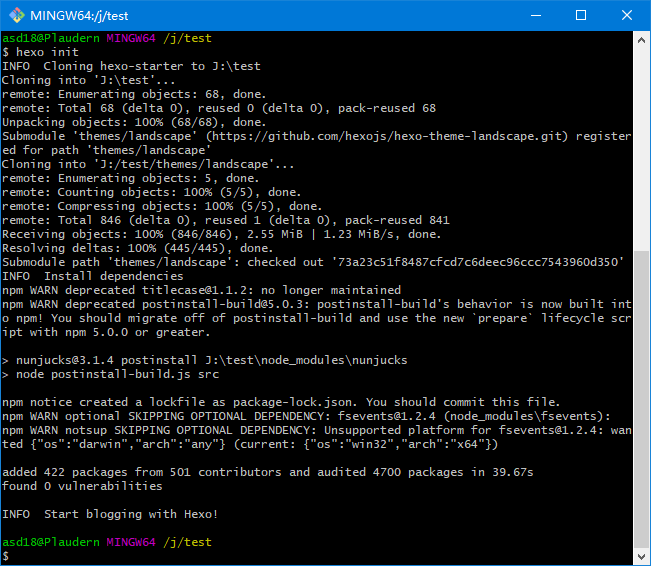 MINGW64:/j/test
asd18@Plaudern MINGW64 /j/test
$ hexo init
INFO  Cloning hexo-starter to J:\test
Cloning into 'J:\test'...
remote: Enumerating objects: 68, done.
remote: Total 68 (delta 0), reused 0 (delta 0), pack-reused 68
Unpacking objects: 100% (68/68), done.
Submodule 'themes/landscape' (https://github.com/hexojs/hexo-theme-landscape.git) register
ed for path 'themes/landscape'
Cloning into 'J:/test/themes/landscape'...
remote: Enumerating objects: 5, done.
remote: Counting objects: 100% (5/5), done.
remote: Compressing objects: 100% (5/5), done.
remote: Total 846 (delta 0), reused 1 (delta 0), pack-reused 841
Receiving objects: 100% (846/846), 2.55 MiB | 1.23 MiB/s, done.
Resolving deltas: 100% (445/445), done.
Submodule path 'themes/landscape': checked out '73a23c51f8487cfcd7c6deec96ccc7543960d350'
INFO  Install dependencies
npm WARN deprecated titlecase@1.1.2: no longer maintained
npm WARN deprecated postinstall-build@5.0.3: postinstall-build's behavior is now built int
o npm! You should migrate off of postinstall-build and use the new `prepare` lifecycle scr
ipt with npm 5.0.0 or greater.
> nunjucks@3.1.4 postinstall J:\test\node_modules\nunjucks
> node postinstall-build.js src
npm notice created a lockfile as package-lock.json. You should commit this file.
npm WARN optional SKIPPING OPTIONAL DEPENDENCY: fsevents@1.2.4 (node_modules\fsevents):
npm WARN notsup SKIPPING OPTIONAL DEPENDENCY: Unsupported platform for fsevents@1.2.4: wan
ted {"os":"darwin","arch":"any"} (current: {"os":"win32","arch":"x64"})
added 422 packages from 501 contributors and audited 4700 packages in 39.67s
found 0 vulnerabilities
INFO  Start blogging with Hexo!
asd18@Plaudern MINGW64 /j/test
$